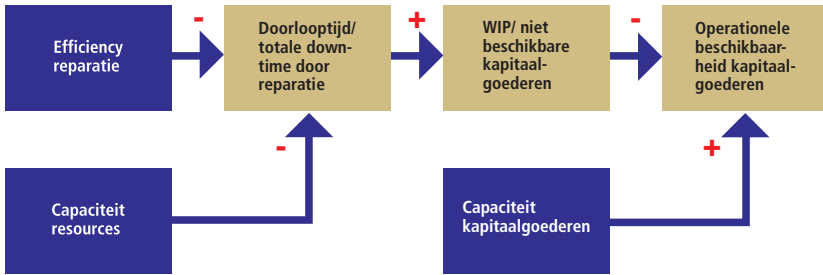 Efficiency
reparatie
-
Doorlooptijd/
totale down-
time door
reparatie
+
WIP/ niet
beschikbare
kapitaal-
goederen
-
Operationele
beschikbaar-
heid kapitaal-
goederen
Capaciteit
resources
-
Capaciteit
kapitaalgoederen
+